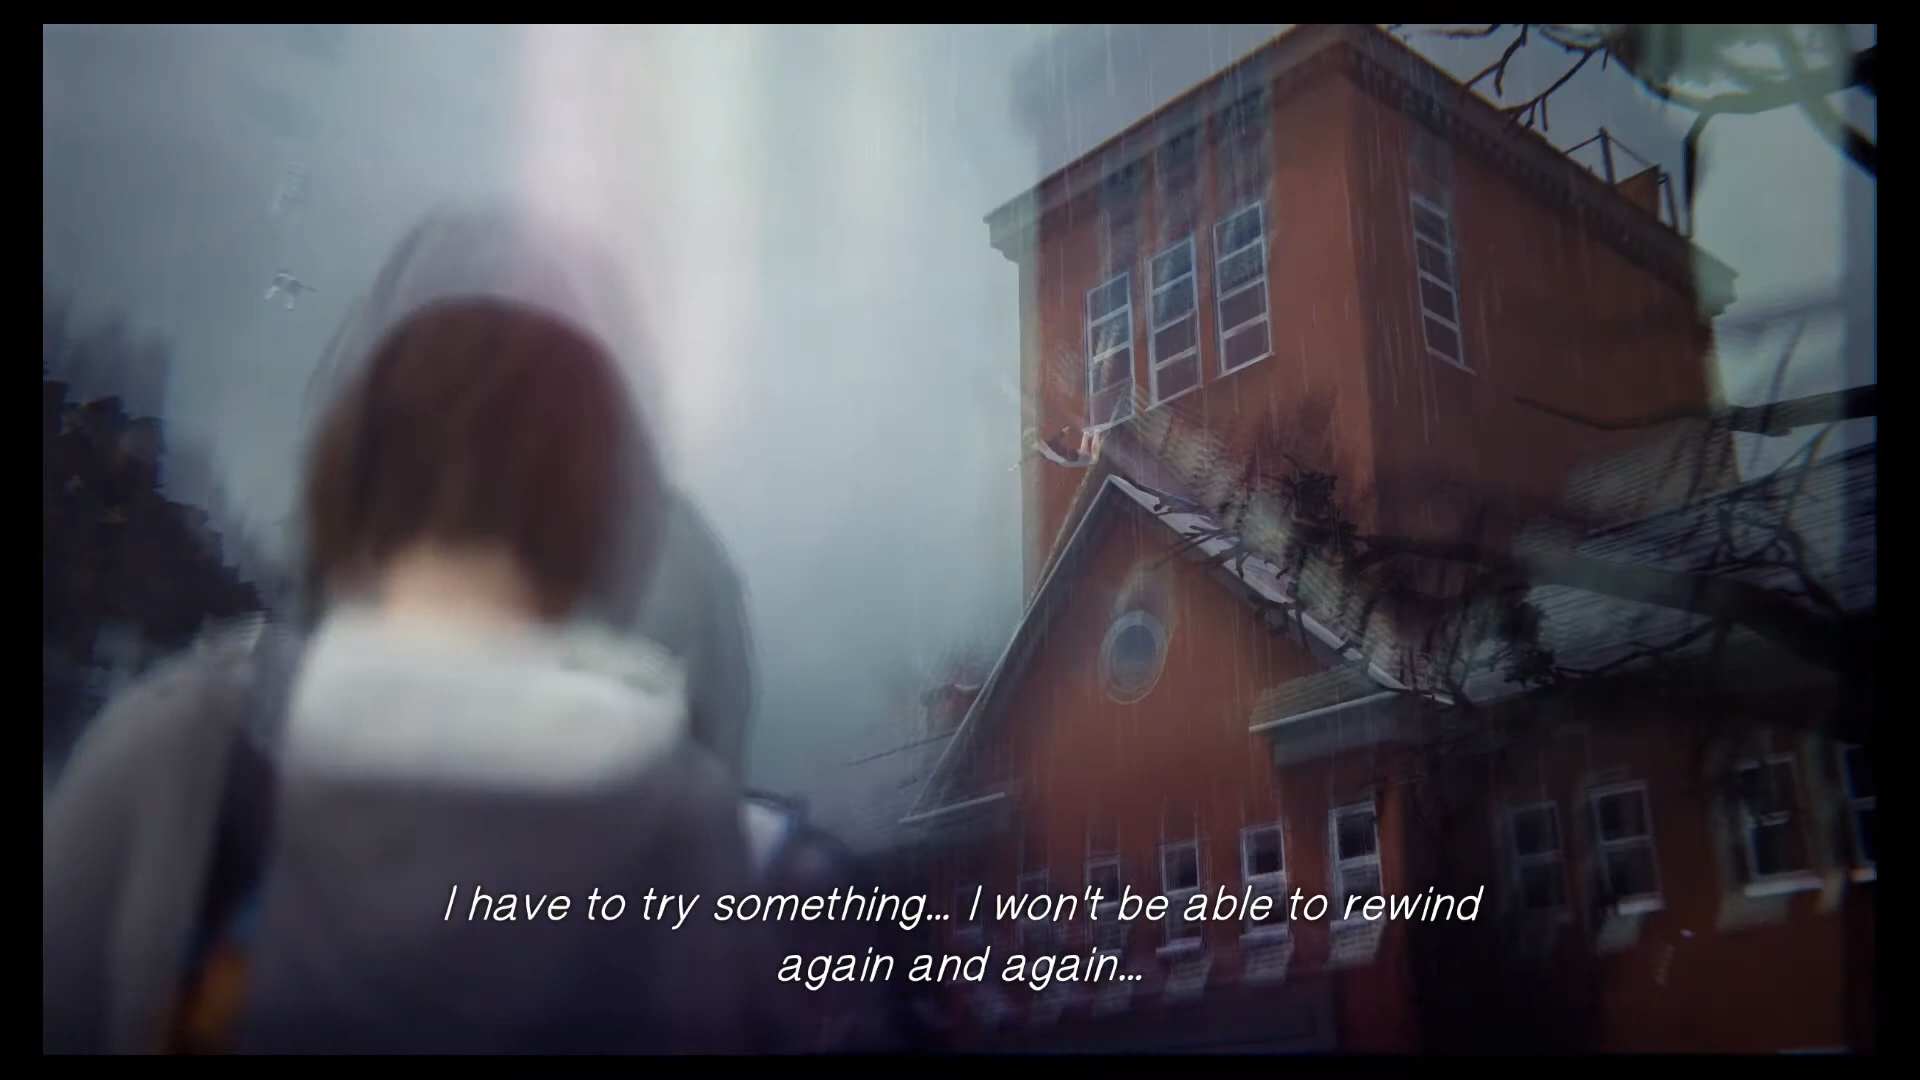 I have to try something... I won't be able to rewind
again and again...